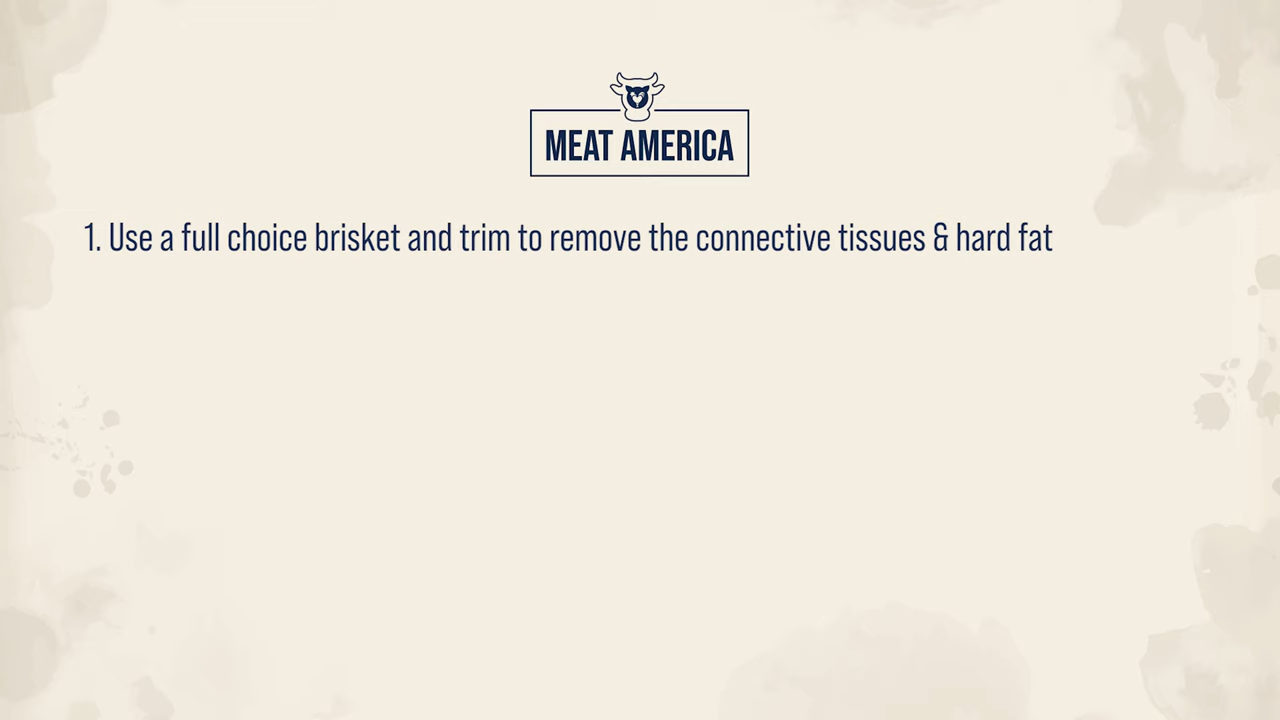 MEAT AMERICA
1. Use a full choice brisket and trim to remove the connective tissues & hard fat